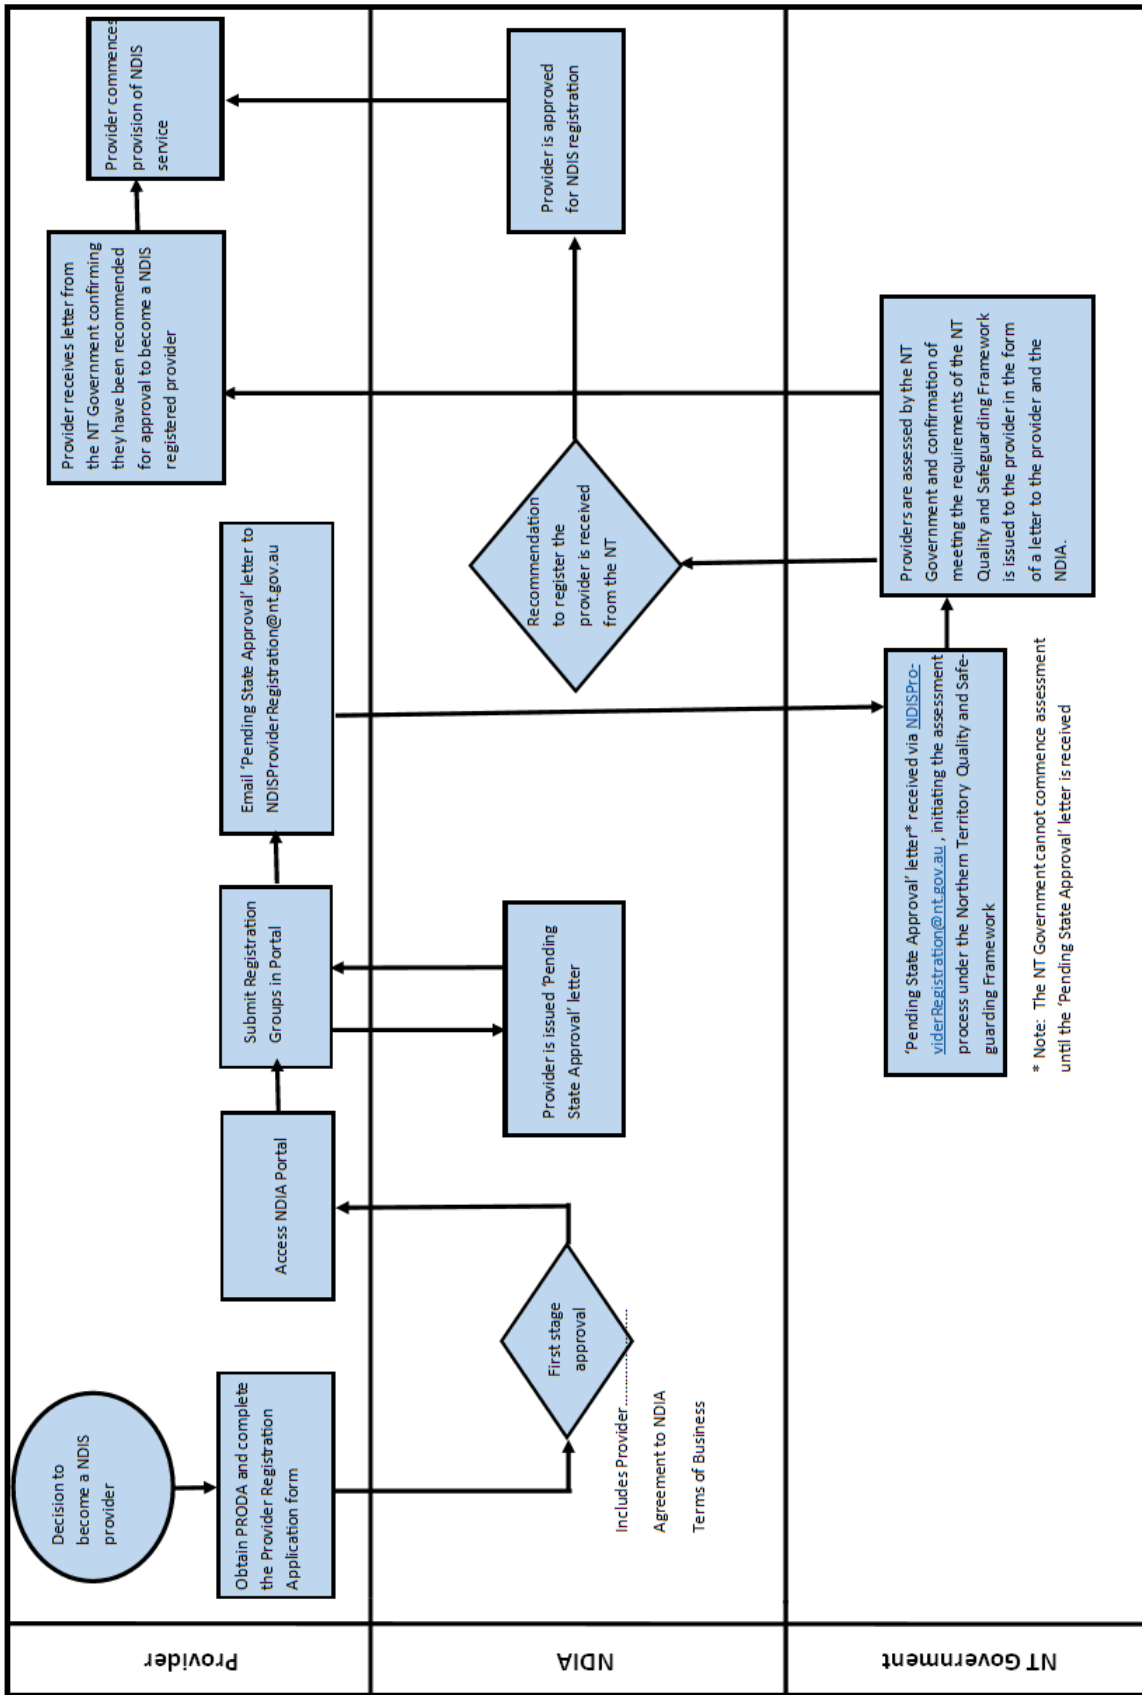 Provider
Decision to
become a NDIS
provider
Obtain PRODA and complete
the Provider Registration
Application form
Access NDIA Portal
Submit Registration
Groups in Portal
Email ‘Pending State Approval’ letter to
NDISProviderRegistration@nt.gov.au
Provider receives letter from
the NT Government confirming
they have been recommended
for approval to become a NDIS
registered provider
Provider commences
provision of NDIS
service
NDIA
First stage
approval
Includes Provider......................
Agreement to NDIA
Terms of Business
Provider is issued ‘Pending
State Approval’ letter
Recommendation
to register the
provider is received
from the NT
Provider is approved
for NDIS registration
NT Government
‘Pending State Approval’ letter* received via NDISPro-
viderRegistration@nt.gov.au , initiating the assessment
process under the Northern Territory Quality and Safe-
guarding Framework
* Note: The NT Government cannot commence assessment
until the ‘Pending State Approval’ letter is received
Providers are assessed by the NT
Government and confirmation of
meeting the requirements of the NT
Quality and Safeguarding Framework
is issued to the provider in the form
of a letter to the provider and the
NDIA.